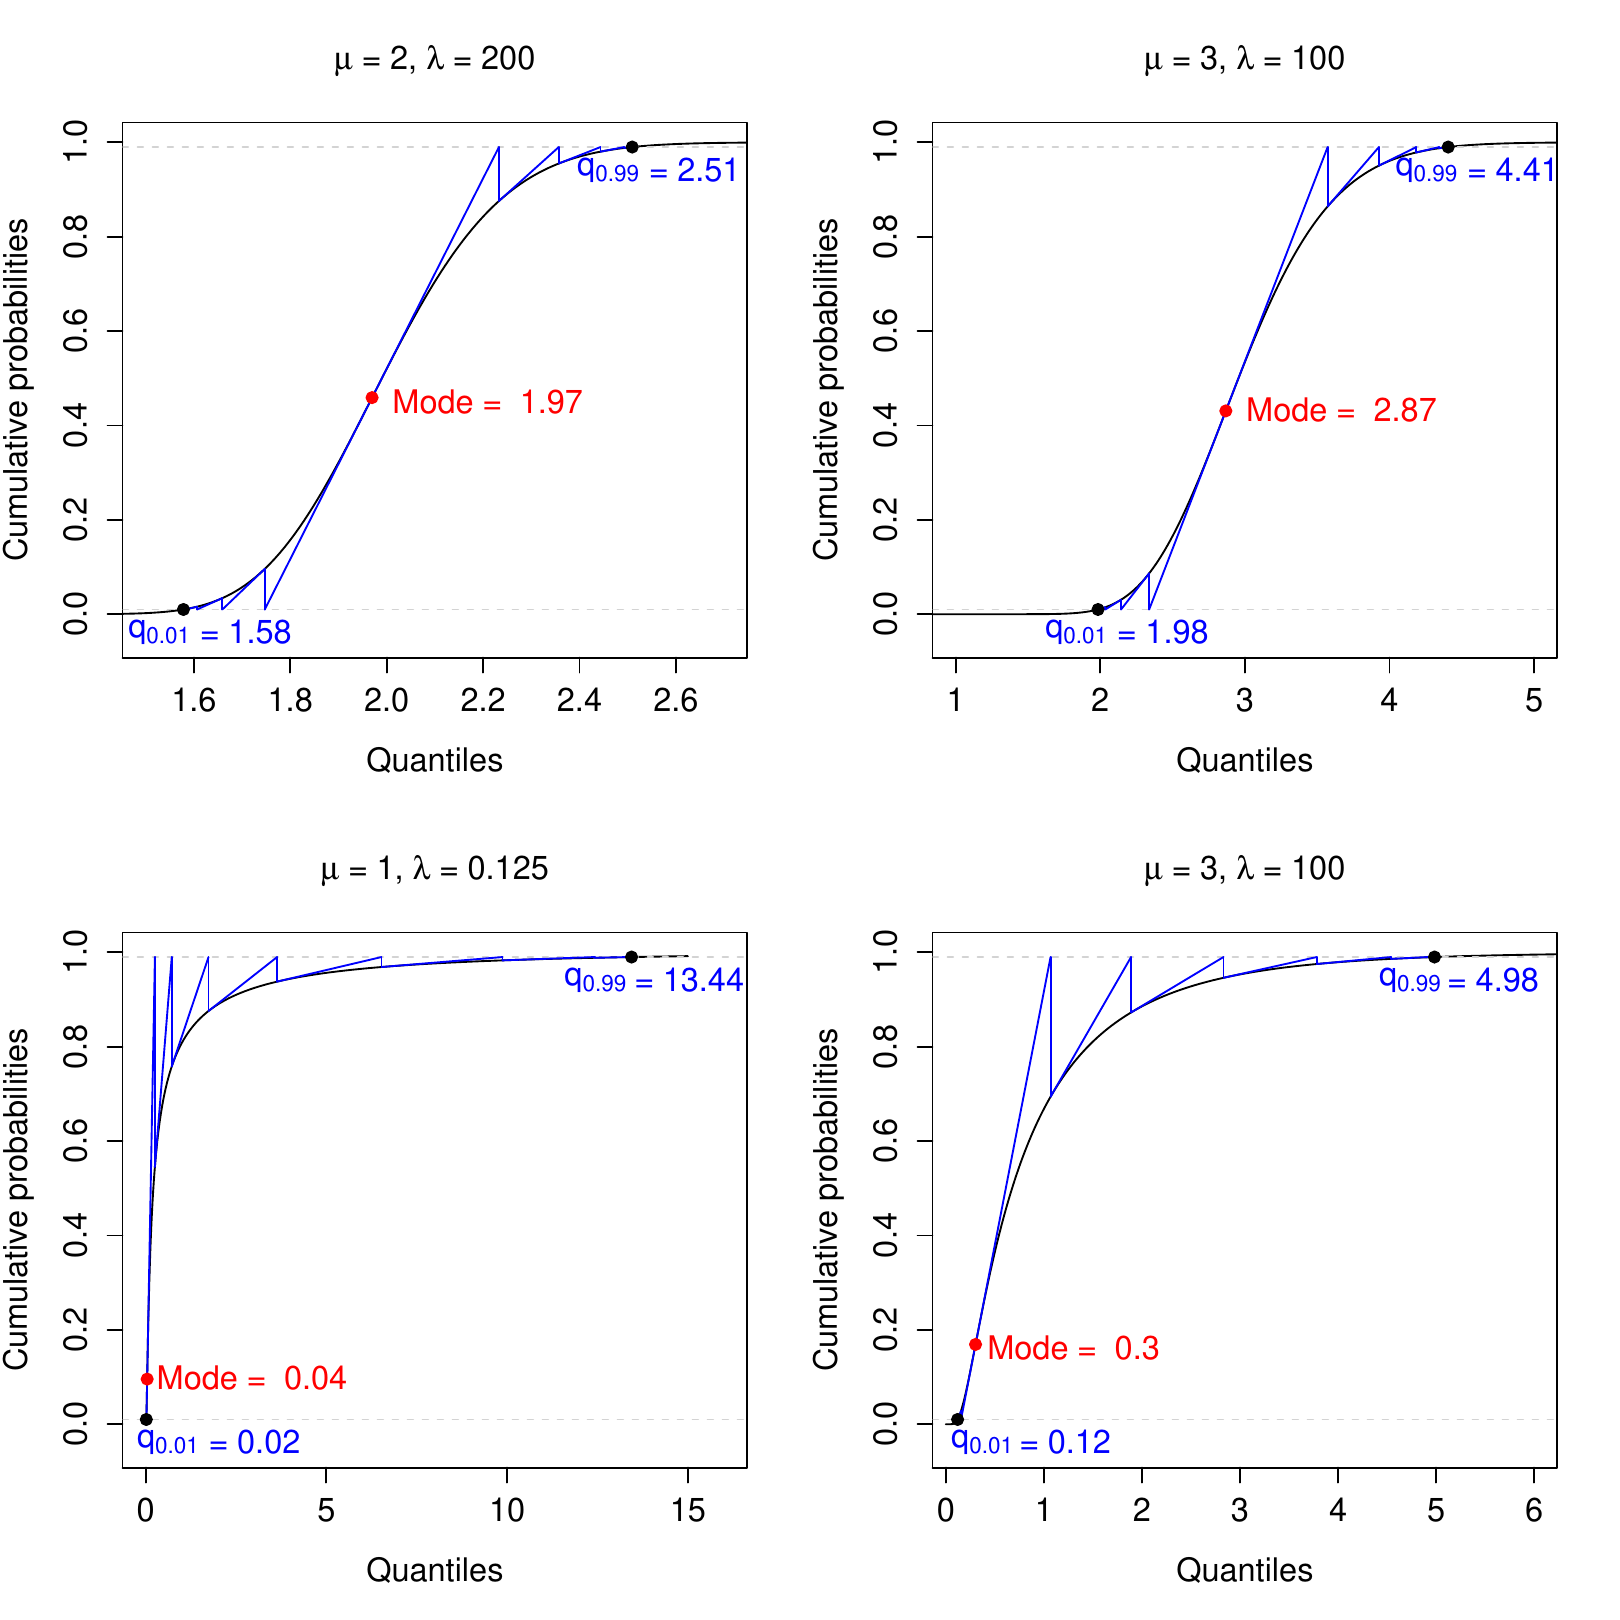 μ = 2, λ = 200
Cumulative probabilities
0.0 0.2 0.4 0.6 0.8 1.0
q0.99 = 2.51
Mode = 1.97
q0.01 = 1.58
1.6 1.8 2.0 2.2 2.4 2.6
Quantiles
μ = 3, λ = 100
Cumulative probabilities
0.0 0.2 0.4 0.6 0.8 1.0
q0.99 = 4.41
Mode = 2.87
q0.01 = 1.98
1 2 3 4 5
Quantiles
μ = 1, λ = 0.125
Cumulative probabilities
0.0 0.2 0.4 0.6 0.8 1.0
q0.99 = 13.44
Mode = 0.04
q0.01 = 0.02
0 5 10 15
Quantiles
μ = 3, λ = 100
Cumulative probabilities
0.0 0.2 0.4 0.6 0.8 1.0
q0.99 = 4.98
Mode = 0.3
q0.01 = 0.12
0 1 2 3 4 5 6
Quantiles